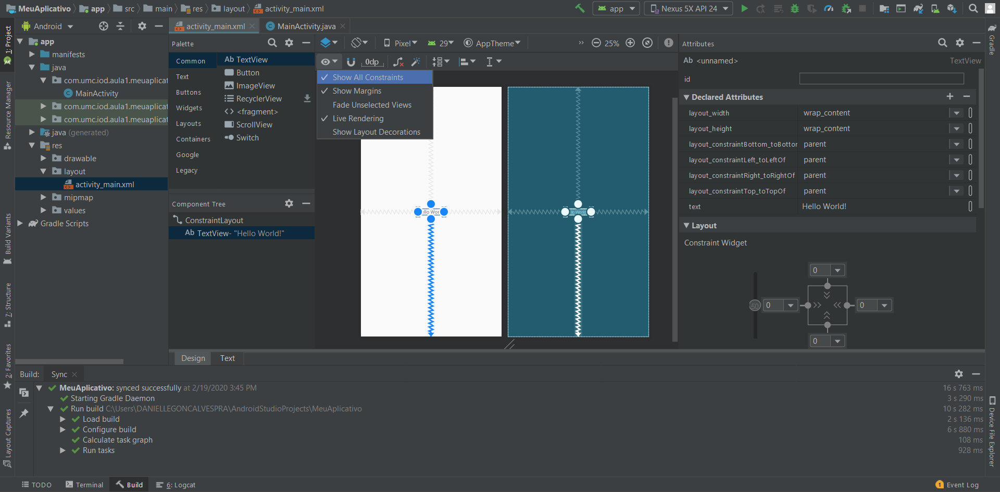 MeuAplicativo app src main res layout activity_main.xml
app Nexus 5X API 24
Android
activity_main.xml MainActivity.java
1: Project
Resource Manager
Build Variants
7: Structure
2: Favorites
Layout Captures
app
manifests
java
com.umc.iod.aula1.meuaplicat
MainActivity
com.umc.iod.aula1.meuaplicat
com.umc.iod.aula1.meuaplicat
java (generated)
res
drawable
layout
activity_main.xml
mipmap
values
Gradle Scripts
Palette
Common
Text
Buttons
Widgets
Layouts
Containers
Google
Legacy
Ab TextView
Button
ImageView
RecyclerView
<fragment>
ScrollView
Switch
Component Tree
ConstraintLayout
Ab TextView- "Hello World!"
Pixel 29 AppTheme » 25%
0dp
Show All Constraints
Show Margins
Fade Unselected Views
Live Rendering
Show Layout Decorations
Design Text
Attributes
Ab <unnamed> TextView
id
Declared Attributes
layout_width wrap_content
layout_height wrap_content
layout_constraintBottom_toBottor parent
layout_constraintLeft_toLeftOf parent
layout_constraintRight_toRightOf parent
layout_constraintTop_toTopOf parent
text Hello World!
Layout
Constraint Widget
0
50 0 0
0
Gradle
Device File Explorer
Build: Sync
MeuAplicativo: synced successfully at 2/19/2020 3:45 PM 16 s 763 ms
Starting Gradle Daemon 3 s 290 ms
Run build C:\Users\DANIELLEGONCALVESPRA\AndroidStudioProjects\MeuAplicativo 10 s 282 ms
Load build 2 s 136 ms
Configure build 6 s 880 ms
Calculate task graph 108 ms
Run tasks 928 ms
TODO Terminal Build 6: Logcat 1 Event Log